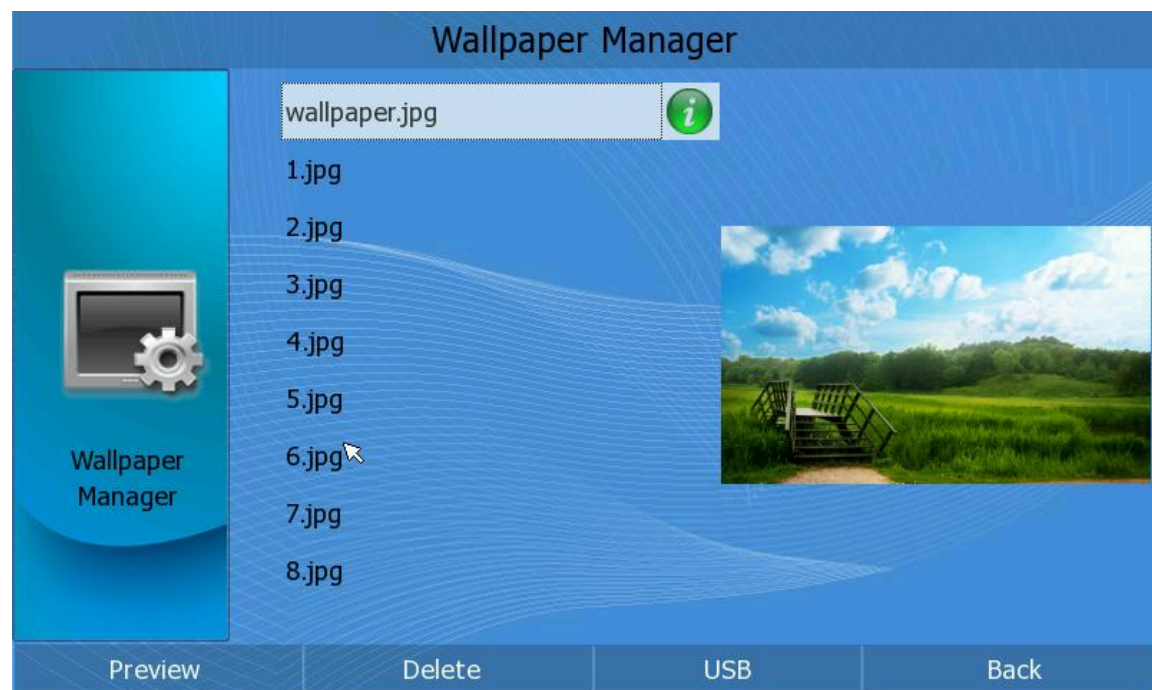 Wallpaper Manager
wallpaper.jpg
i
1.jpg
2.jpg
3.jpg
4.jpg
5.jpg
6.jpg
7.jpg
8.jpg
Wallpaper
Manager
Preview Delete USB Back